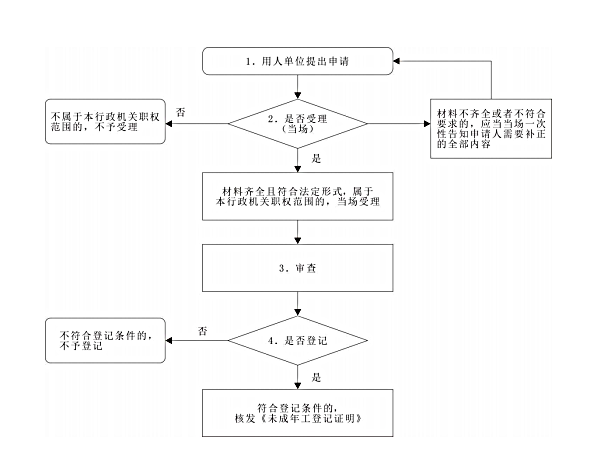 1. 用人单位提出申请
不属于本行政机关职权
范围的,不予受理
否
2. 是否受理
(当场)
材料不齐全或者不符合
要求的,应当当场一次
性告知申请人需要补正
的全部内容
是
材料齐全且符合法定形式,属于
本行政机关职权范围的,当场受理
3. 审查
不符合登记条件的,
不予登记
否
4. 是否登记
是
符合登记条件的,
核发《未成年工登记证明》